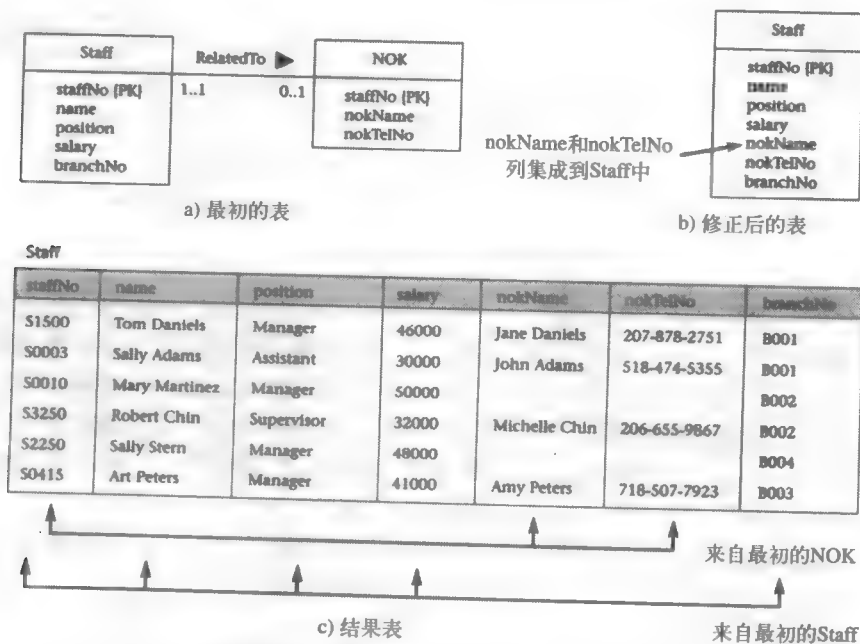 Staff
RelatedTo
NOK
staffNo {PK}
name
position
salary
branchNo
1..1
0..1
staffNo {PK}
nokName
nokTelNo
a) 最初的表
Staff
staffNo {PK}
name
position
salary
nokName
nokTelNo
branchNo
nokName和nokTelNo
列集成到Staff中
b) 修正后的表
Staff
staffNo name position salary nokName nokTelNo branchNo
S1500 Tom Daniels Manager 46000 Jane Daniels 207-878-2751 B001
S0003 Sally Adams Assistant 30000 John Adams 518-474-5355 B001
S0010 Mary Martinez Manager 50000 B002
S3250 Robert Chin Supervisor 32000 Michelle Chin 206-655-9867 B002
S2250 Sally Stern Manager 48000 B004
S0415 Art Peters Manager 41000 Amy Peters 718-507-7923 B003
来自最初的NOK
c) 结果表
来自最初的Staff